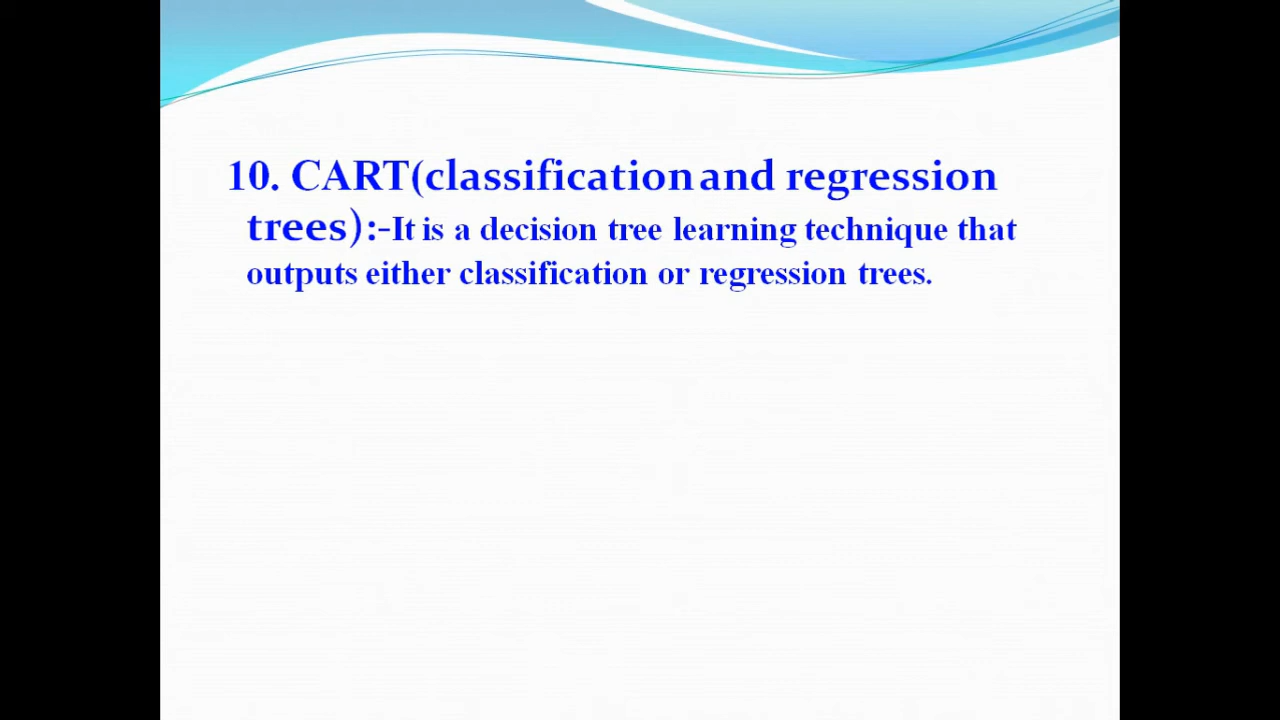 10. CART(classification and regression
trees):-It is a decision tree learning technique that
outputs either classification or regression trees.